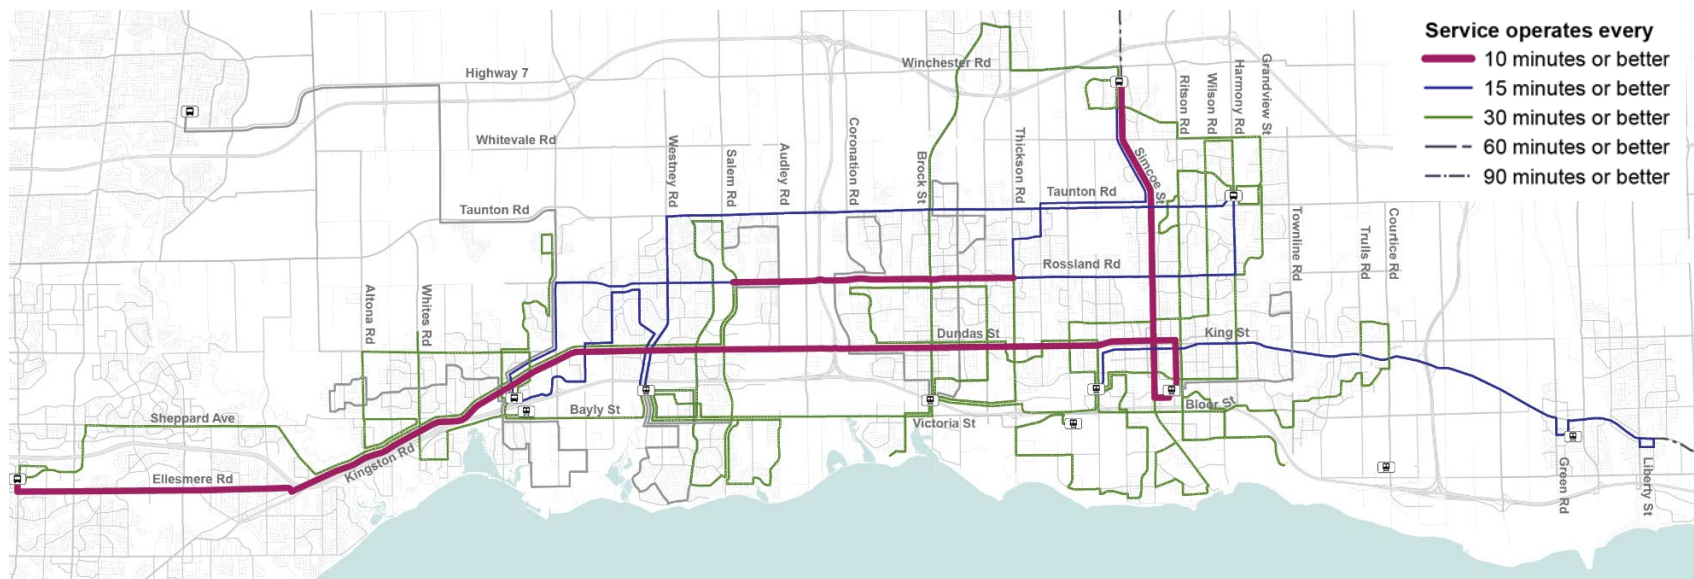 Service operates every
10 minutes or better
15 minutes or better
30 minutes or better
60 minutes or better
90 minutes or better
Highway 7
Winchester Rd
Whitevale Rd
Taunton Rd
Westney Rd
Salem Rd
Audley Rd
Coronation Rd
Brock St
Thickson Rd
Simcoe St
Ritson Rd
Wilson Rd
Harmony Rd
Grandview St
Taunton Rd
Rossland Rd
Townline Rd
Trulls Rd
Courtice Rd
Altona Rd
Whites Rd
Dundas St
King St
Sheppard Ave
Bayly St
Victoria St
Bloor St
Ellesmere Rd
Kingston Rd
Green Rd
Liberty St